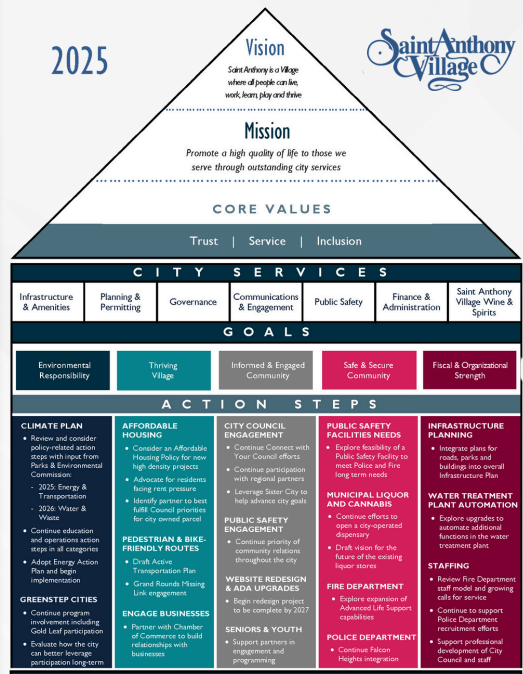 2025
Saint Anthony
Village
Vision
Saint Anthony is a Village
where all people can live,
work, learn, play and thrive
Mission
Promote a high quality of life to those we
serve through outstanding city services
CORE VALUES
Trust | Service | Inclusion
CITY SERVICES
Infrastructure
& Amenities
Planning &
Permitting
Governance
Communications
& Engagement
Public Safety
Finance &
Administration
Saint Anthony
Village Wine &
Spirits
GOALS
Environmental
Responsibility
Thriving
Village
Informed & Engaged
Community
Safe & Secure
Community
Fiscal & Organizational
Strength
ACTION STEPS
CLIMATE PLAN
• Review and consider
policy-related action
steps with input from
Parks & Environmental
Commission:
- 2025: Energy &
Transportation
- 2026: Water &
Waste
• Continue education
and operations action
steps in all categories
• Adopt Energy Action
Plan and begin
implementation
GREENSTEP CITIES
• Continue program
involvement including
Gold Leaf participation
• Evaluate how the city
can better leverage
participation long-term
AFFORDABLE
HOUSING
• Consider an Affordable
Housing Policy for new
high density projects
• Advocate for residents
facing rent pressure
• Identify partner to best
fulfill Council priorities
for city owned parcel
PEDESTRIAN & BIKE-
FRIENDLY ROUTES
• Draft Active
Transportation Plan
• Grand Rounds Missing
Link engagement
ENGAGE BUSINESSES
• Partner with Chamber
of Commerce to build
relationships with
businesses
CITY COUNCIL
ENGAGEMENT
• Continue Connect with
Your Council efforts
• Continue participation
with regional partners
• Leverage Sister City to
help advance city goals
PUBLIC SAFETY
ENGAGEMENT
• Continue priority of
community relations
throughout the city
WEBSITE REDESIGN
& ADA UPGRADES
• Begin redesign project
to be complete by 2027
SENIORS & YOUTH
• Support partners in
engagement and
programming
PUBLIC SAFETY
FACILITIES NEEDS
• Explore feasibility of a
Public Safety Facility to
meet Police and Fire
long term needs
MUNICIPAL LIQUOR
AND CANNABIS
• Continue efforts to
open a city-operated
dispensary
• Draft vision for the
future of the existing
liquor stores
FIRE DEPARTMENT
• Explore expansion of
Advanced Life Support
capabilities
POLICE DEPARTMENT
• Continue Falcon
Heights integration
INFRASTRUCTURE
PLANNING
• Integrate plans for
roads, parks and
buildings into overall
Infrastructure Plan
WATER TREATMENT
PLANT AUTOMATION
• Explore upgrades to
automate additional
functions in the water
treatment plant
STAFFING
• Review Fire Department
staff model and growing
calls for service
• Continue to support
Police Department
recruitment efforts
• Support professional
development of City
Council and staff